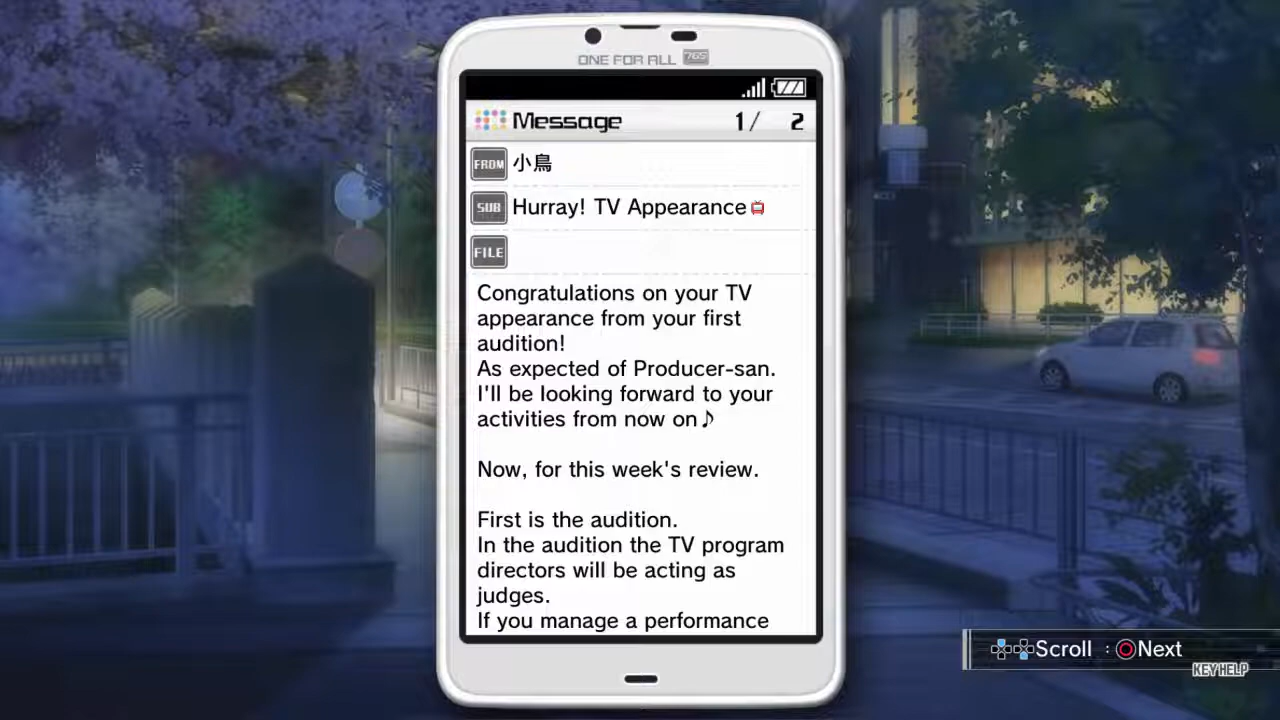 ONE FOR ALL 765
Message 1/ 2
FROM 小鳥
SUB Hurray! TV Appearance
FILE
Congratulations on your TV
appearance from your first
audition!
As expected of Producer-san.
I'll be looking forward to your
activities from now on♪
Now, for this week's review.
First is the audition.
In the audition the TV program
directors will be acting as
judges.
If you manage a performance
Scroll : Next
KEY HELP